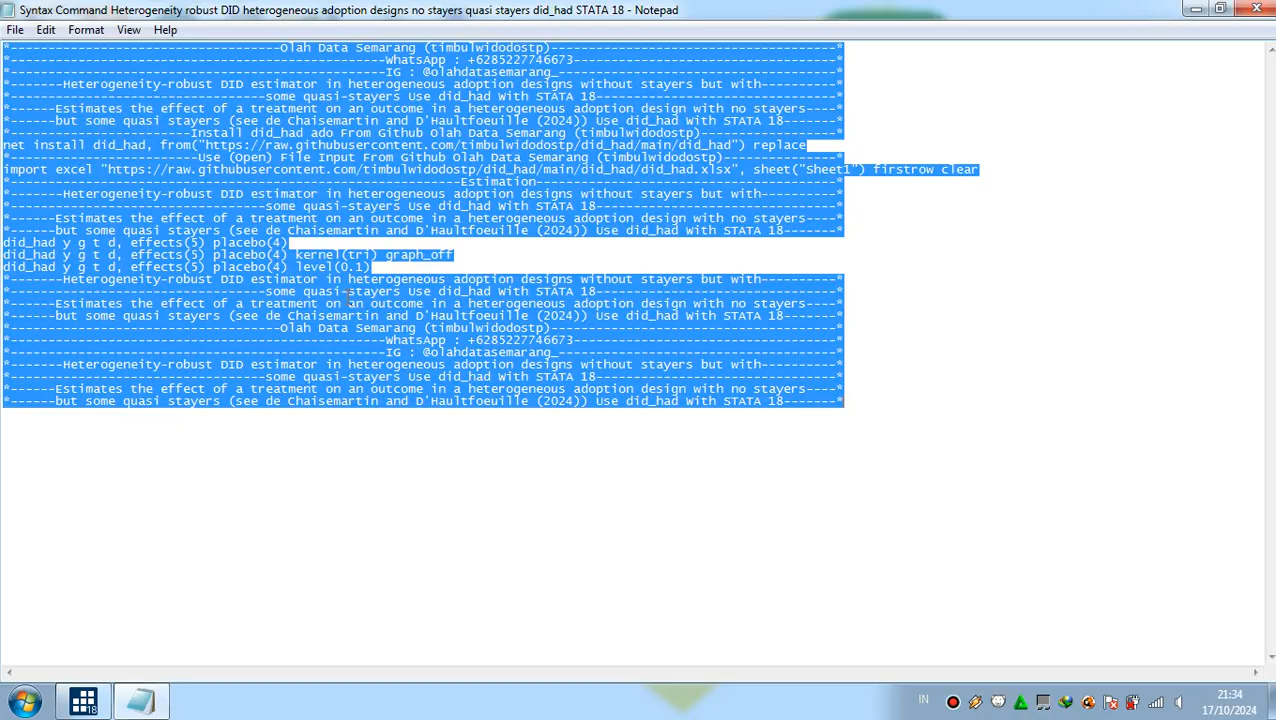 Syntax Command Heterogeneity robust DID heterogeneous adoption designs no stayers quasi stayers did_had STATA 18 - Notepad
File Edit Format View Help
*------------------------------------Olah Data Semarang (timbulwidodostp)--------------------------------------*
*--------------------------------------------------WhatsApp : +6285227746673-----------------------------------*
*--------------------------------------------------IG : @olahdatasemarang_-------------------------------------*
*-------Heterogeneity-robust DID estimator in heterogeneous adoption designs without stayers but with----------*
*----------------------------------some quasi-stayers Use did_had With STATA 18--------------------------------*
*------Estimates the effect of a treatment on an outcome in a heterogeneous adoption design with no stayers----*
*------but some quasi stayers (see de Chaisemartin and D'Haultfoeuille (2024)) Use did_had With STATA 18-------*
*------------------------Install did_had ado From Github Olah Data Semarang (timbulwidodostp)------------------*
net install did_had, from("https://raw.githubusercontent.com/timbulwidodostp/did_had/main/did_had") replace
*-------------------------Use (Open) File Input From Github Olah Data Semarang (timbulwidodostp)---------------*
import excel "https://raw.githubusercontent.com/timbulwidodostp/did_had/main/did_had/did_had.xlsx", sheet("Sheet1") firstrow clear
*------------------------------------------------------------Estimation----------------------------------------*
*-------Heterogeneity-robust DID estimator in heterogeneous adoption designs without stayers but with----------*
*----------------------------------some quasi-stayers Use did_had With STATA 18--------------------------------*
*------Estimates the effect of a treatment on an outcome in a heterogeneous adoption design with no stayers----*
*------but some quasi stayers (see de Chaisemartin and D'Haultfoeuille (2024)) Use did_had With STATA 18-------*
did_had y g t d, effects(5) placebo(4)
did_had y g t d, effects(5) placebo(4) kernel(tri) graph_off
did_had y g t d, effects(5) placebo(4) level(0.1)
*-------Heterogeneity-robust DID estimator in heterogeneous adoption designs without stayers but with----------*
*----------------------------------some quasi-stayers Use did_had With STATA 18--------------------------------*
*------Estimates the effect of a treatment on an outcome in a heterogeneous adoption design with no stayers----*
*------but some quasi stayers (see de Chaisemartin and D'Haultfoeuille (2024)) Use did_had With STATA 18-------*
*------------------------------------Olah Data Semarang (timbulwidodostp)--------------------------------------*
*--------------------------------------------------WhatsApp : +6285227746673-----------------------------------*
*--------------------------------------------------IG : @olahdatasemarang_-------------------------------------*
*-------Heterogeneity-robust DID estimator in heterogeneous adoption designs without stayers but with----------*
*----------------------------------some quasi-stayers Use did_had With STATA 18--------------------------------*
*------Estimates the effect of a treatment on an outcome in a heterogeneous adoption design with no stayers----*
*------but some quasi stayers (see de Chaisemartin and D'Haultfoeuille (2024)) Use did_had With STATA 18-------*
18
IN
21:34
17/10/2024